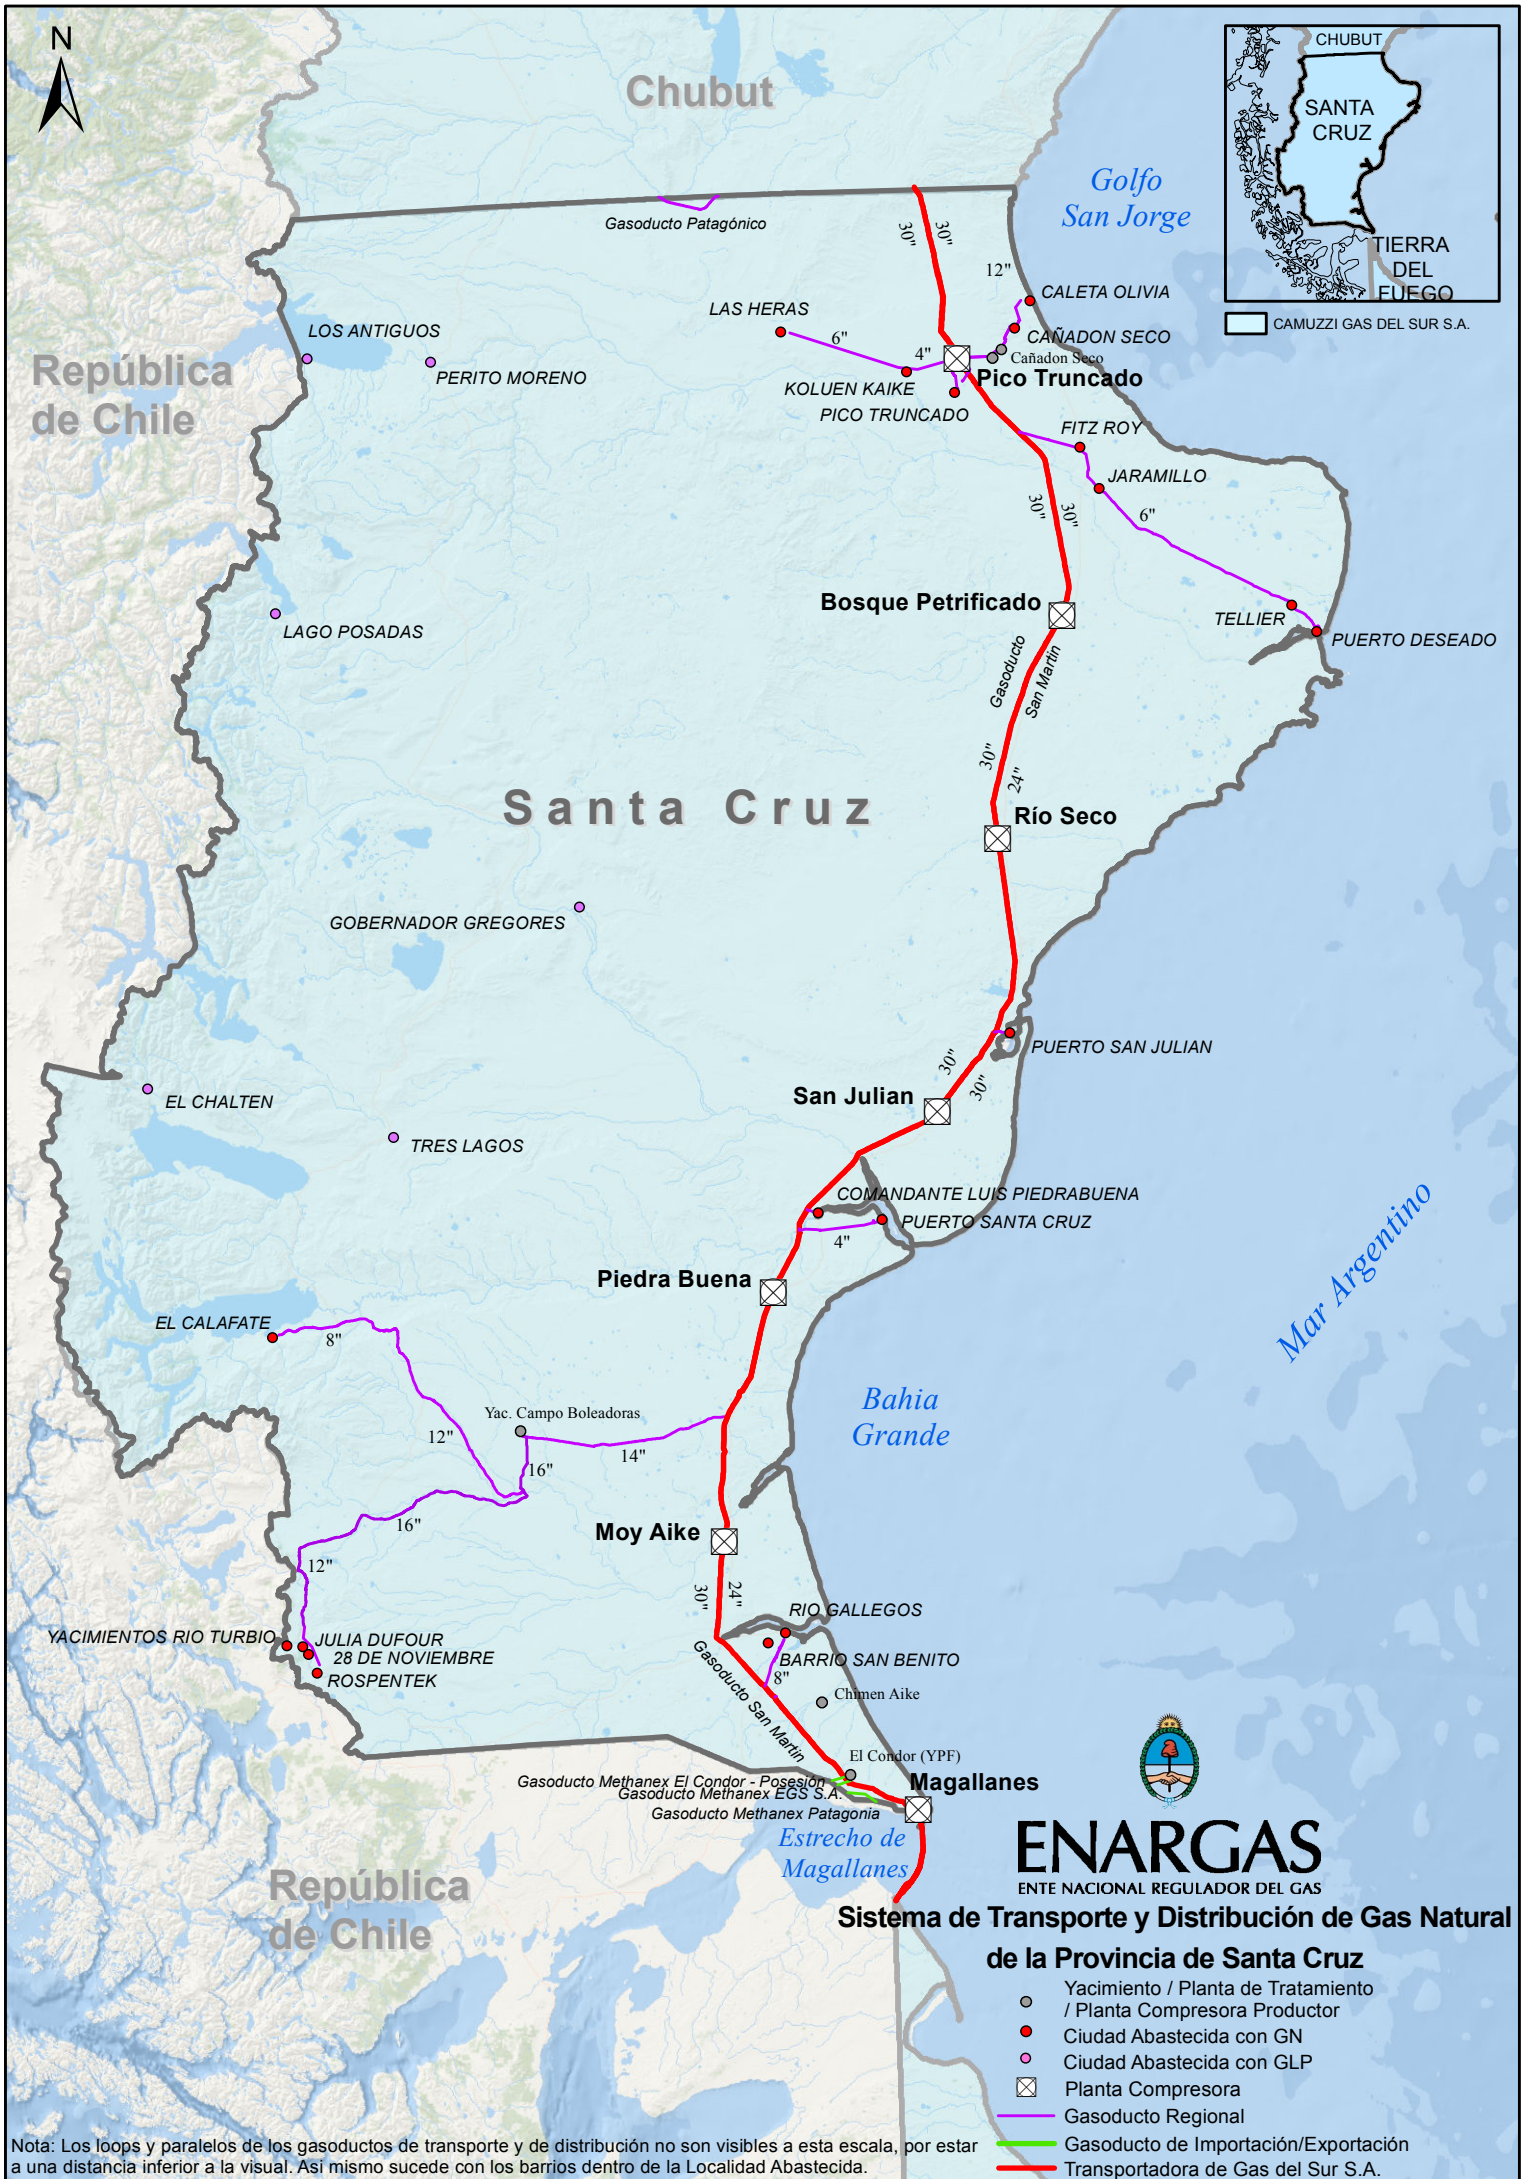 N
Chubut
CHUBUT
SANTA
CRUZ
TIERRA
DEL
FUEGO
CAMUZZI GAS DEL SUR S.A.
Golfo
San Jorge
Gasoducto Patagónico
30"
30"
12"
CALETA OLIVIA
LAS HERAS
CAÑADON SECO
LOS ANTIGUOS
6"
4"
Cañadon Seco
República
de Chile
PERITO MORENO
KOLUEN KAIKE
Pico Truncado
PICO TRUNCADO
FITZ ROY
JARAMILLO
30"
30"
6"
Bosque Petrificado
TELLIER
LAGO POSADAS
PUERTO DESEADO
Gasoducto
San Martin
30"
24"
Santa Cruz
Río Seco
GOBERNADOR GREGORES
PUERTO SAN JULIAN
30"
30"
San Julian
EL CHALTEN
TRES LAGOS
COMANDANTE LUIS PIEDRABUENA
PUERTO SANTA CRUZ
4"
Mar Argentino
Piedra Buena
EL CALAFATE
8"
Bahia
Grande
Yac. Campo Boleadoras
12"
14"
16"
16"
Moy Aike
12"
30"
24"
RIO GALLEGOS
YACIMIENTOS RIO TURBIO
JULIA DUFOUR
28 DE NOVIEMBRE
BARRIO SAN BENITO
ROSPENTEK
8"
Chimen Aike
Gasoducto San Martin
El Condor (YPF)
Gasoducto Methanex El Condor - Posesión
Magallanes
Gasoducto Methanex EGS S.A.
Gasoducto Methanex Patagonia
Estrecho de
Magallanes
República
de Chile
ENARGAS
ENTE NACIONAL REGULADOR DEL GAS
Sistema de Transporte y Distribución de Gas Natural
de la Provincia de Santa Cruz
Yacimiento / Planta de Tratamiento
/ Planta Compresora Productor
Ciudad Abastecida con GN
Ciudad Abastecida con GLP
Planta Compresora
Gasoducto Regional
Gasoducto de Importación/Exportación
Transportadora de Gas del Sur S.A.
Nota: Los loops y paralelos de los gasoductos de transporte y de distribución no son visibles a esta escala, por estar
a una distancia inferior a la visual. Asi mismo sucede con los barrios dentro de la Localidad Abastecida.